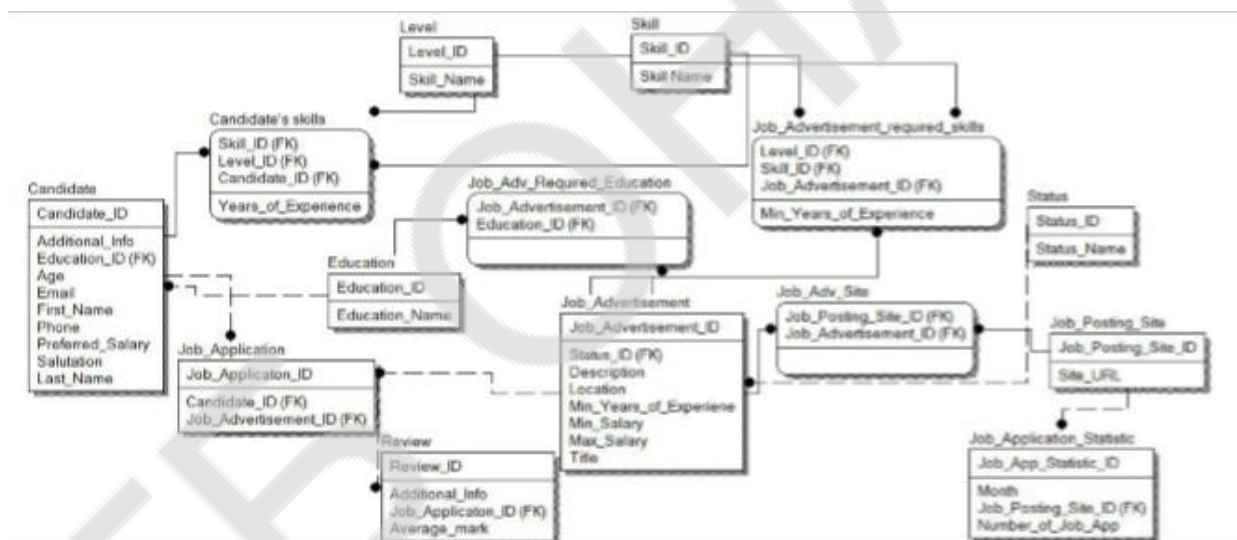 Level
Level_ID
Skill_Name
Skill
Skill_ID
Skill Name
Candidate's skills
Skill_ID (FK)
Level_ID (FK)
Candidate_ID (FK)
Years_of_Experience
Job_Advertisement_required_skills
Level_ID (FK)
Skill_ID (FK)
Job_Advertisement_ID (FK)
Min_Years_of_Experience
Candidate
Candidate_ID
Additional_Info
Education_ID (FK)
Age
Email
First_Name
Phone
Preferred_Salary
Salutation
Last_Name
Job_Adv_Required_Education
Job_Advertisement_ID (FK)
Education_ID (FK)
Status
Status_ID
Status_Name
Education
Education_ID
Education_Name
Job_Advertisement
Job_Advertisement_ID
Status_ID (FK)
Description
Location
Min_Years_of_Experiene
Min_Salary
Max_Salary
Title
Job_Adv_Site
Job_Posting_Site_ID (FK)
Job_Advertisement_ID (FK)
Job_Posting_Site
Job_Posting_Site_ID
Site_URL
Job_Application
Job_Applicaton_ID
Candidate_ID (FK)
Job_Advertisement_ID (FK)
Review
Review_ID
Additional_Info
Job_Applicaton_ID (FK)
Average_mark
Job_Application_Statistic
Job_App_Statistic_ID
Month
Job_Posting_Site_ID (FK)
Number_of_Job_App